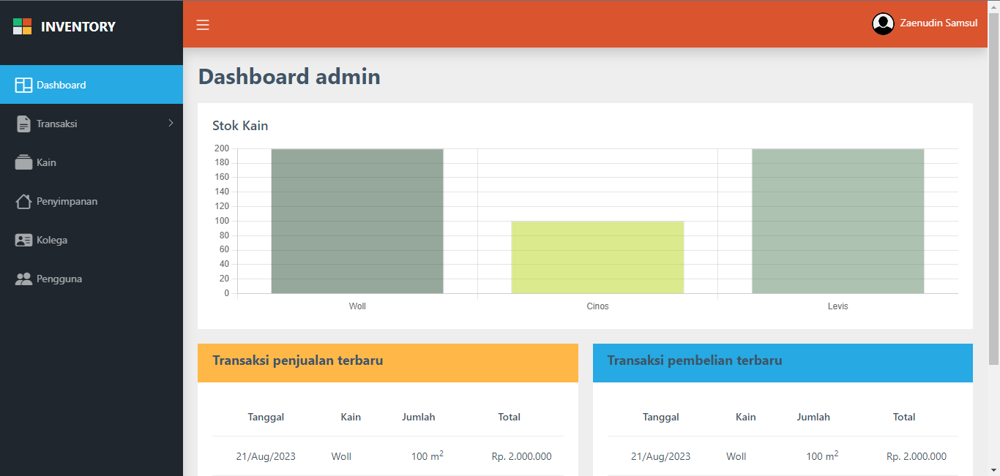 INVENTORY
Zaenudin Samsul
Dashboard
Transaksi
Kain
Penyimpanan
Kolega
Pengguna
Dashboard admin
Stok Kain
200
180
160
140
120
100
80
60
40
20
0
Woll Cinos Levis
Transaksi penjualan terbaru
Tanggal Kain Jumlah Total
21/Aug/2023 Woll 100 m² Rp. 2.000.000
Transaksi pembelian terbaru
Tanggal Kain Jumlah Total
21/Aug/2023 Woll 100 m² Rp. 2.000.000